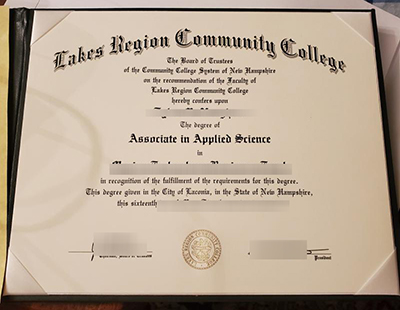 Lakes Region Community College
The Board of Trustees
of the Community College System of New Hampshire
on the recommendation of the Faculty of
Lakes Region Community College
hereby confers upon
The degree of
Associate in Applied Science
in
in recognition of the fulfillment of the requirements for this degree.
This degree given in the City of Laconia, in the State of New Hampshire,
this sixteenth
President